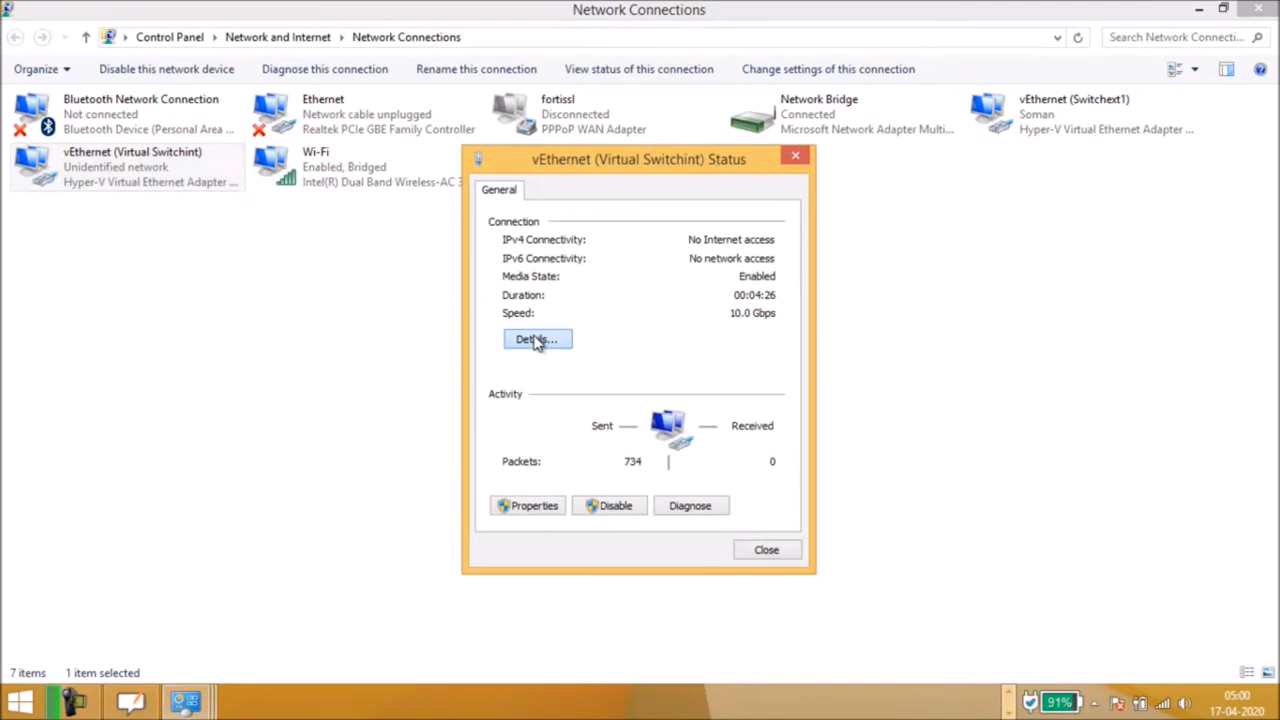 Network Connections
Control Panel Network and Internet Network Connections
Search Network Connecti...
Organize Disable this network device Diagnose this connection Rename this connection View status of this connection Change settings of this connection
Bluetooth Network Connection
Not connected
Bluetooth Device (Personal Area ...
Ethernet
Network cable unplugged
Realtek PCIe GBE Family Controller
fortissl
Disconnected
PPPoP WAN Adapter
Network Bridge
Connected
Microsoft Network Adapter Multi...
vEthernet (Switchext1)
Soman
Hyper-V Virtual Ethernet Adapter ...
vEthernet (Virtual Switchint)
Unidentified network
Hyper-V Virtual Ethernet Adapter ...
Wi-Fi
Enabled, Bridged
Intel(R) Dual Band Wireless-AC
vEthernet (Virtual Switchint) Status
General
Connection
IPv4 Connectivity: No Internet access
IPv6 Connectivity: No network access
Media State: Enabled
Duration: 00:04:26
Speed: 10.0 Gbps
Activity
Sent Received
Packets: 734 0
Properties Disable Diagnose
Close
7 items 1 item selected
91%
05:00
17-04-2020